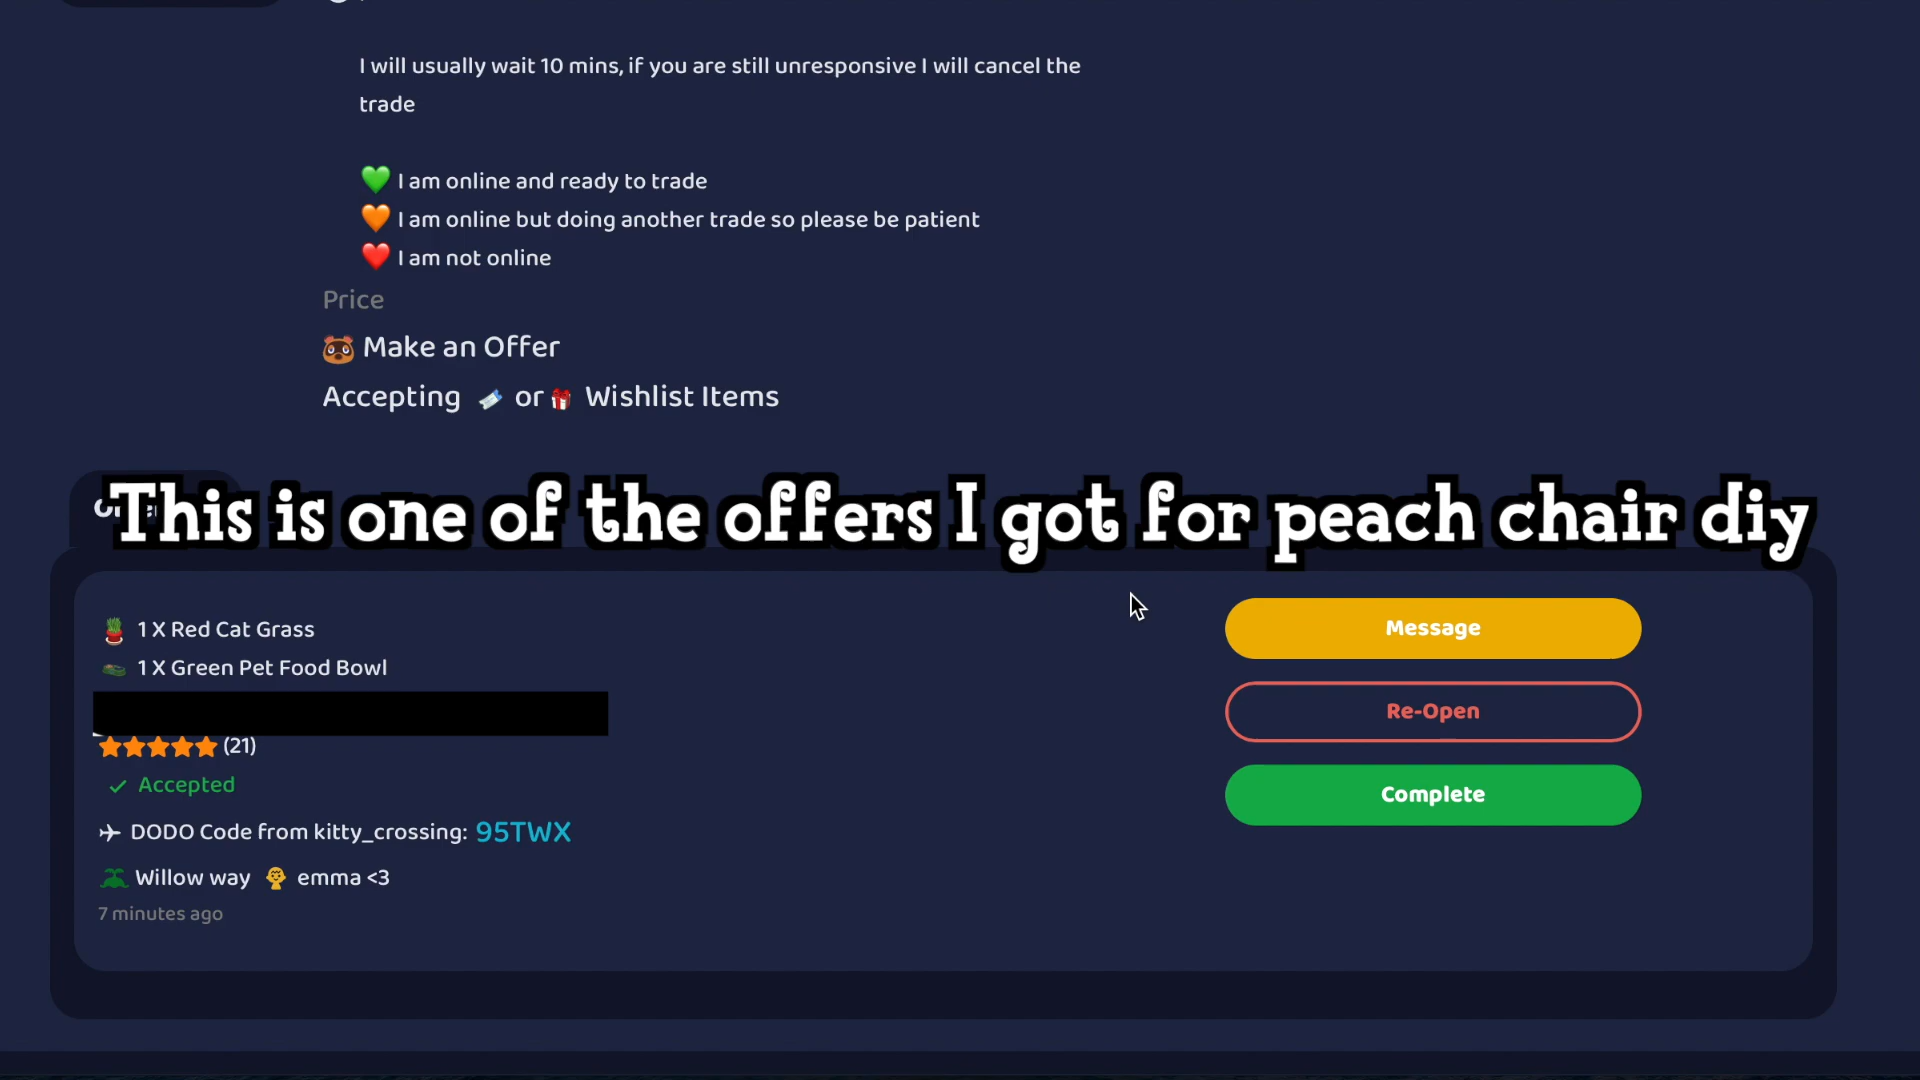 I will usually wait 10 mins, if you are still unresponsive I will cancel the
trade
💚 I am online and ready to trade
🧡 I am online but doing another trade so please be patient
❤️ I am not online
Price
Make an Offer
Accepting or Wishlist Items
This is one of the offers I got for peach chair diy
1 X Red Cat Grass
1 X Green Pet Food Bowl
(21)
✓ Accepted
DODO Code from kitty_crossing: 95TWX
Willow way emma <3
7 minutes ago
Message
Re-Open
Complete